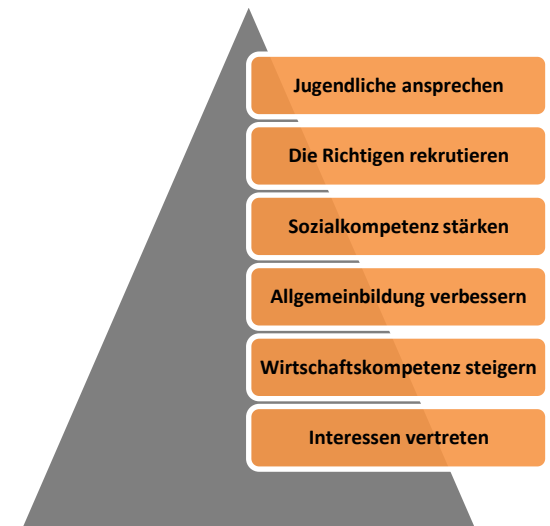 Jugendliche ansprechen
Die Richtigen rekrutieren
Sozialkompetenz stärken
Allgemeinbildung verbessern
Wirtschaftskompetenz steigern
Interessen vertreten